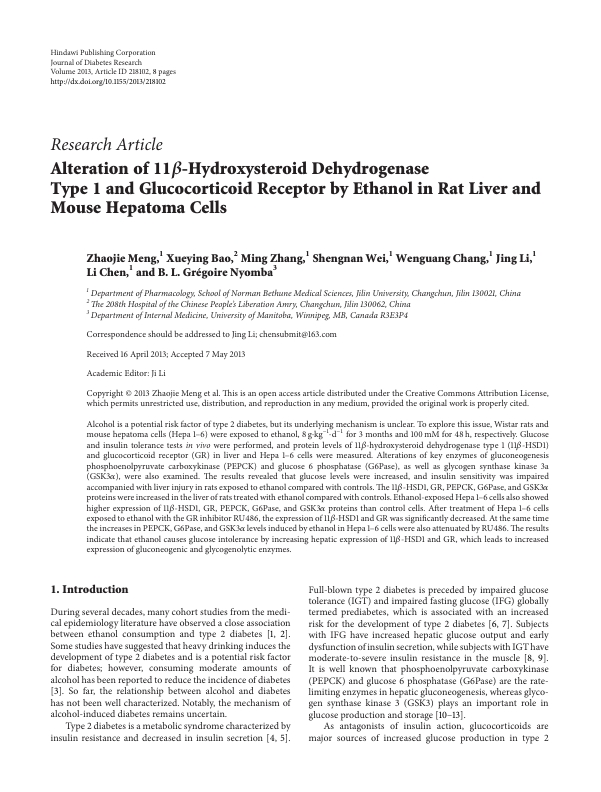 Hindawi Publishing Corporation
Journal of Diabetes Research
Volume 2013, Article ID 218102, 8 pages
http://dx.doi.org/10.1155/2013/218102
Research Article
Alteration of 11β-Hydroxysteroid Dehydrogenase
Type 1 and Glucocorticoid Receptor by Ethanol in Rat Liver and
Mouse Hepatoma Cells
Zhaojie Meng,1 Xueying Bao,2 Ming Zhang,1 Shengnan Wei,1 Wenguang Chang,1 Jing Li,1
Li Chen,1 and B. L. Grégoire Nyomba3
1 Department of Pharmacology, School of Norman Bethune Medical Sciences, Jilin University, Changchun, Jilin 130021, China
2 The 208th Hospital of the Chinese People's Liberation Amry, Changchun, Jilin 130062, China
3 Department of Internal Medicine, University of Manitoba, Winnipeg, MB, Canada R3E3P4
Correspondence should be addressed to Jing Li; chensubmit@163.com
Received 16 April 2013; Accepted 7 May 2013
Academic Editor: Ji Li
Copyright © 2013 Zhaojie Meng et al. This is an open access article distributed under the Creative Commons Attribution License,
which permits unrestricted use, distribution, and reproduction in any medium, provided the original work is properly cited.
Alcohol is a potential risk factor of type 2 diabetes, but its underlying mechanism is unclear. To explore this issue, Wistar rats and
mouse hepatoma cells (Hepa 1–6) were exposed to ethanol, 8 g·kg−1·d−1 for 3 months and 100 mM for 48 h, respectively. Glucose
and insulin tolerance tests in vivo were performed, and protein levels of 11β-hydroxysteroid dehydrogenase type 1 (11β-HSD1)
and glucocorticoid receptor (GR) in liver and Hepa 1–6 cells were measured. Alterations of key enzymes of gluconeogenesis
phosphoenolpyruvate carboxykinase (PEPCK) and glucose 6 phosphatase (G6Pase), as well as glycogen synthase kinase 3a
(GSK3α), were also examined. The results revealed that glucose levels were increased, and insulin sensitivity was impaired
accompanied with liver injury in rats exposed to ethanol compared with controls. The 11β-HSD1, GR, PEPCK, G6Pase, and GSK3α
proteins were increased in the liver of rats treated with ethanol compared with controls. Ethanol-exposed Hepa 1–6 cells also showed
higher expression of 11β-HSD1, GR, PEPCK, G6Pase, and GSK3α proteins than control cells. After treatment of Hepa 1–6 cells
exposed to ethanol with the GR inhibitor RU486, the expression of 11β-HSD1 and GR was significantly decreased. At the same time
the increases in PEPCK, G6Pase, and GSK3α levels induced by ethanol in Hepa 1–6 cells were also attenuated by RU486. The results
indicate that ethanol causes glucose intolerance by increasing hepatic expression of 11β-HSD1 and GR, which leads to increased
expression of gluconeogenic and glycogenolytic enzymes.
1. Introduction
During several decades, many cohort studies from the medi-
cal epidemiology literature have observed a close association
between ethanol consumption and type 2 diabetes [1, 2].
Some studies have suggested that heavy drinking induces the
development of type 2 diabetes and is a potential risk factor
for diabetes; however, consuming moderate amounts of
alcohol has been reported to reduce the incidence of diabetes
[3]. So far, the relationship between alcohol and diabetes
has not been well characterized. Notably, the mechanism of
alcohol-induced diabetes remains uncertain.
Type 2 diabetes is a metabolic syndrome characterized by
insulin resistance and decreased in insulin secretion [4, 5].
Full-blown type 2 diabetes is preceded by impaired glucose
tolerance (IGT) and impaired fasting glucose (IFG) globally
termed prediabetes, which is associated with an increased
risk for the development of type 2 diabetes [6, 7]. Subjects
with IFG have increased hepatic glucose output and early
dysfunction of insulin secretion, while subjects with IGT have
moderate-to-severe insulin resistance in the muscle [8, 9].
It is well known that phosphoenolpyruvate carboxykinase
(PEPCK) and glucose 6 phosphatase (G6Pase) are the rate-
limiting enzymes in hepatic gluconeogenesis, whereas glyco-
gen synthase kinase 3 (GSK3) plays an important role in
glucose production and storage [10–13].
As antagonists of insulin action, glucocorticoids are
major sources of increased glucose production in type 2